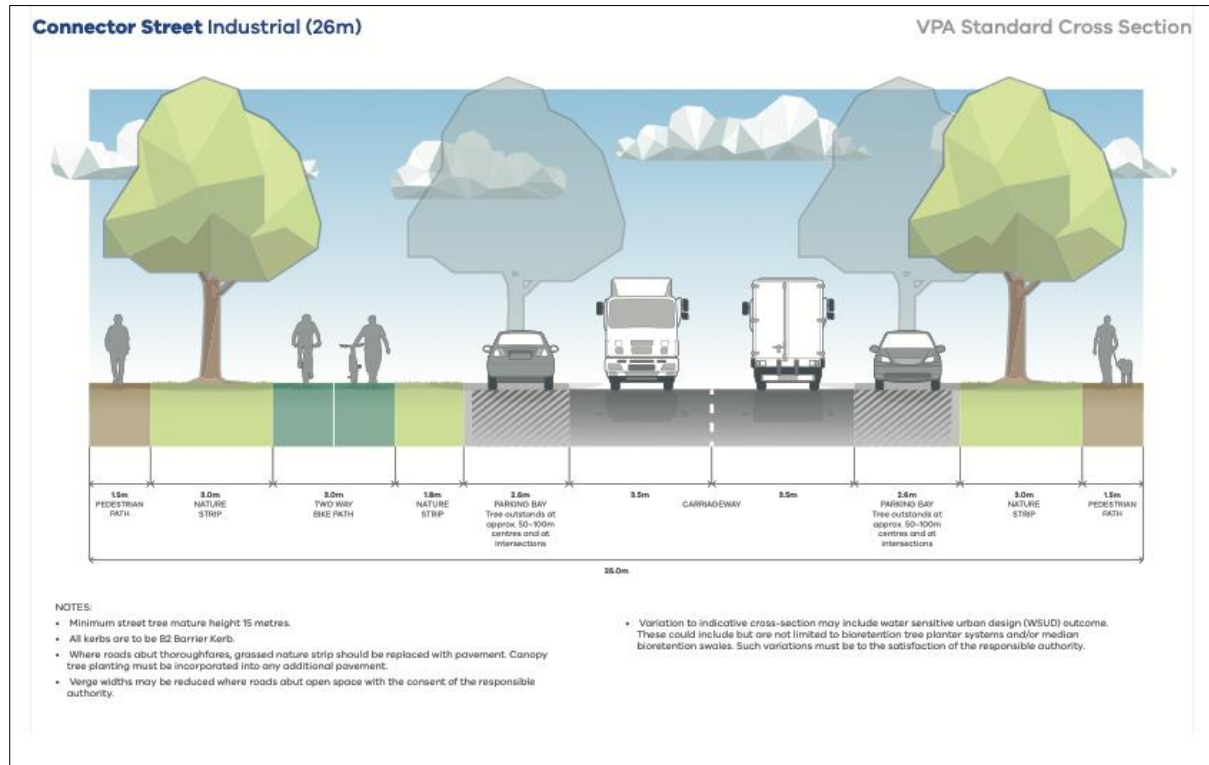 Connector Street Industrial (26m)
VPA Standard Cross Section
1.5m
PEDESTRIAN
PATH
3.0m
NATURE
STRIP
3.0m
TWO WAY
BIKE PATH
1.8m
NATURE
STRIP
2.6m
PARKING BAY
Tree outstands at
approx. 50-100m
centres and at
intersections
3.5m
CARRIAGEWAY
3.5m
2.6m
PARKING BAY
Tree outstands at
approx. 50-100m
centres and at
intersections
3.0m
NATURE
STRIP
1.5m
PEDESTRIAN
PATH
26.0m
NOTES:
• Minimum street tree mature height 15 metres.
• All kerbs are to be B2 Barrier Kerb.
• Where roads abut thoroughfares, grassed nature strip should be replaced with pavement. Canopy
tree planting must be incorporated into any additional pavement.
• Verge widths may be reduced where roads abut open space with the consent of the responsible
authority.
• Variation to indicative cross-section may include water sensitive urban design (WSUD) outcome.
These could include but are not limited to bioretention tree planter systems and/or median
bioretention swales. Such variations must be to the satisfaction of the responsible authority.